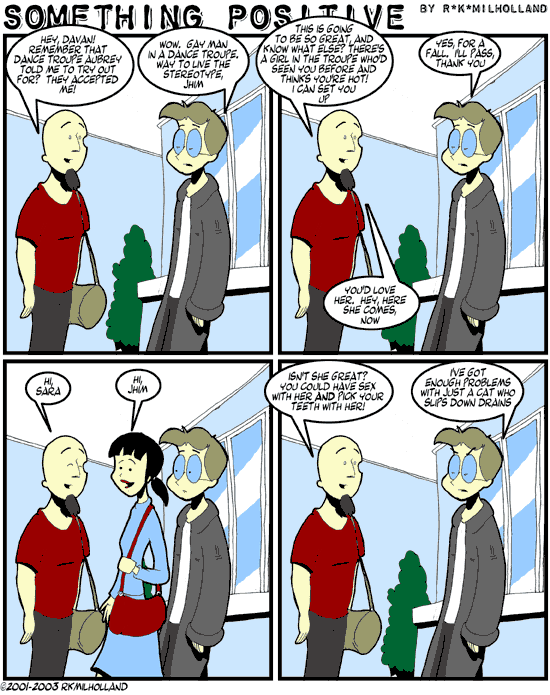 SOMETHING POSITIVE BY R*K*MILHOLLAND
HEY, DAVAN!
REMEMBER THAT
DANCE TROUPE AUBREY
TOLD ME TO TRY OUT
FOR? THEY ACCEPTED
ME!
WOW. GAY MAN
IN A DANCE TROUPE.
WAY TO LIVE THE
STEREOTYPE,
JHIM
THIS IS GOING
TO BE SO GREAT, AND
KNOW WHAT ELSE? THERE'S
A GIRL IN THE TROUPE WHO'D
SEEN YOU BEFORE AND
THINKS YOU'RE HOT!
I CAN SET YOU
UP
YES, FOR A
FALL. I'LL PASS,
THANK YOU
YOU'D LOVE
HER. HEY, HERE
SHE COMES,
NOW
HI,
SARA
HI,
JHIM
ISN'T SHE GREAT?
YOU COULD HAVE SEX
WITH HER AND PICK YOUR
TEETH WITH HER!
I'VE GOT
ENOUGH PROBLEMS
WITH JUST A CAT WHO
SLIPS DOWN DRAINS
©2001-2003 RKMILHOLLAND